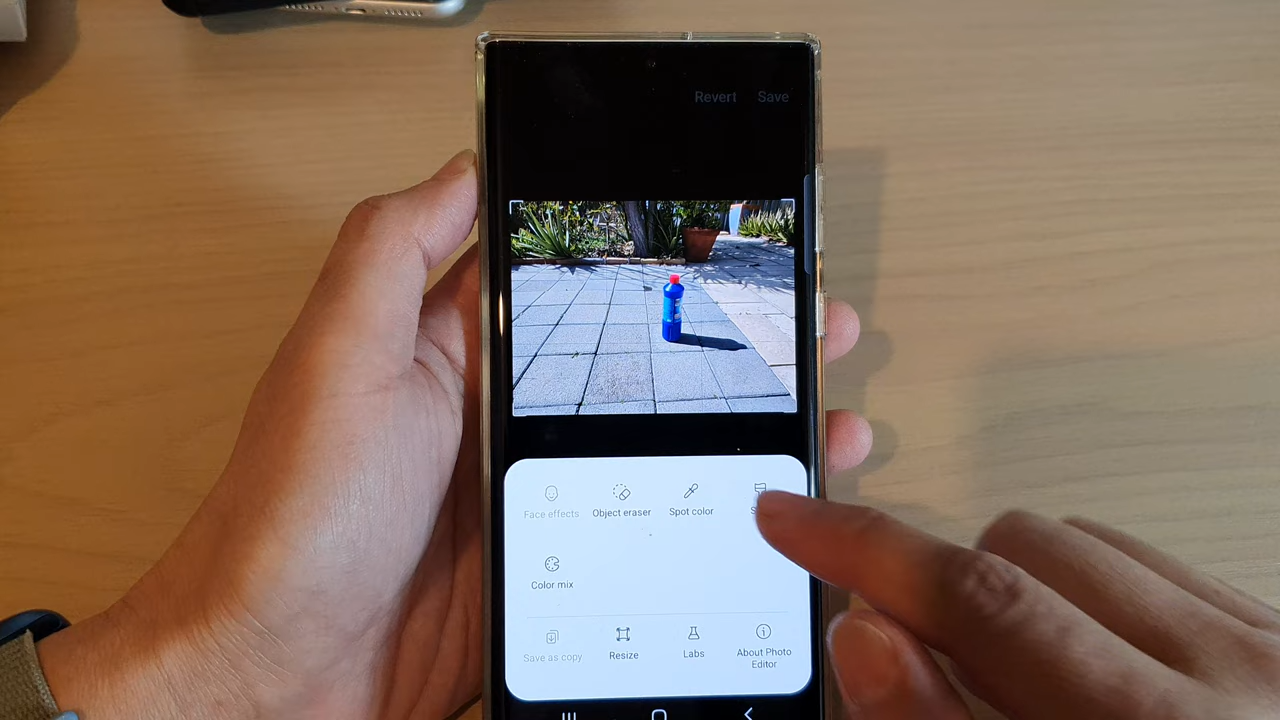 Revert Save
Face effects Object eraser Spot color
Color mix
Save as copy Resize Labs About Photo
Editor